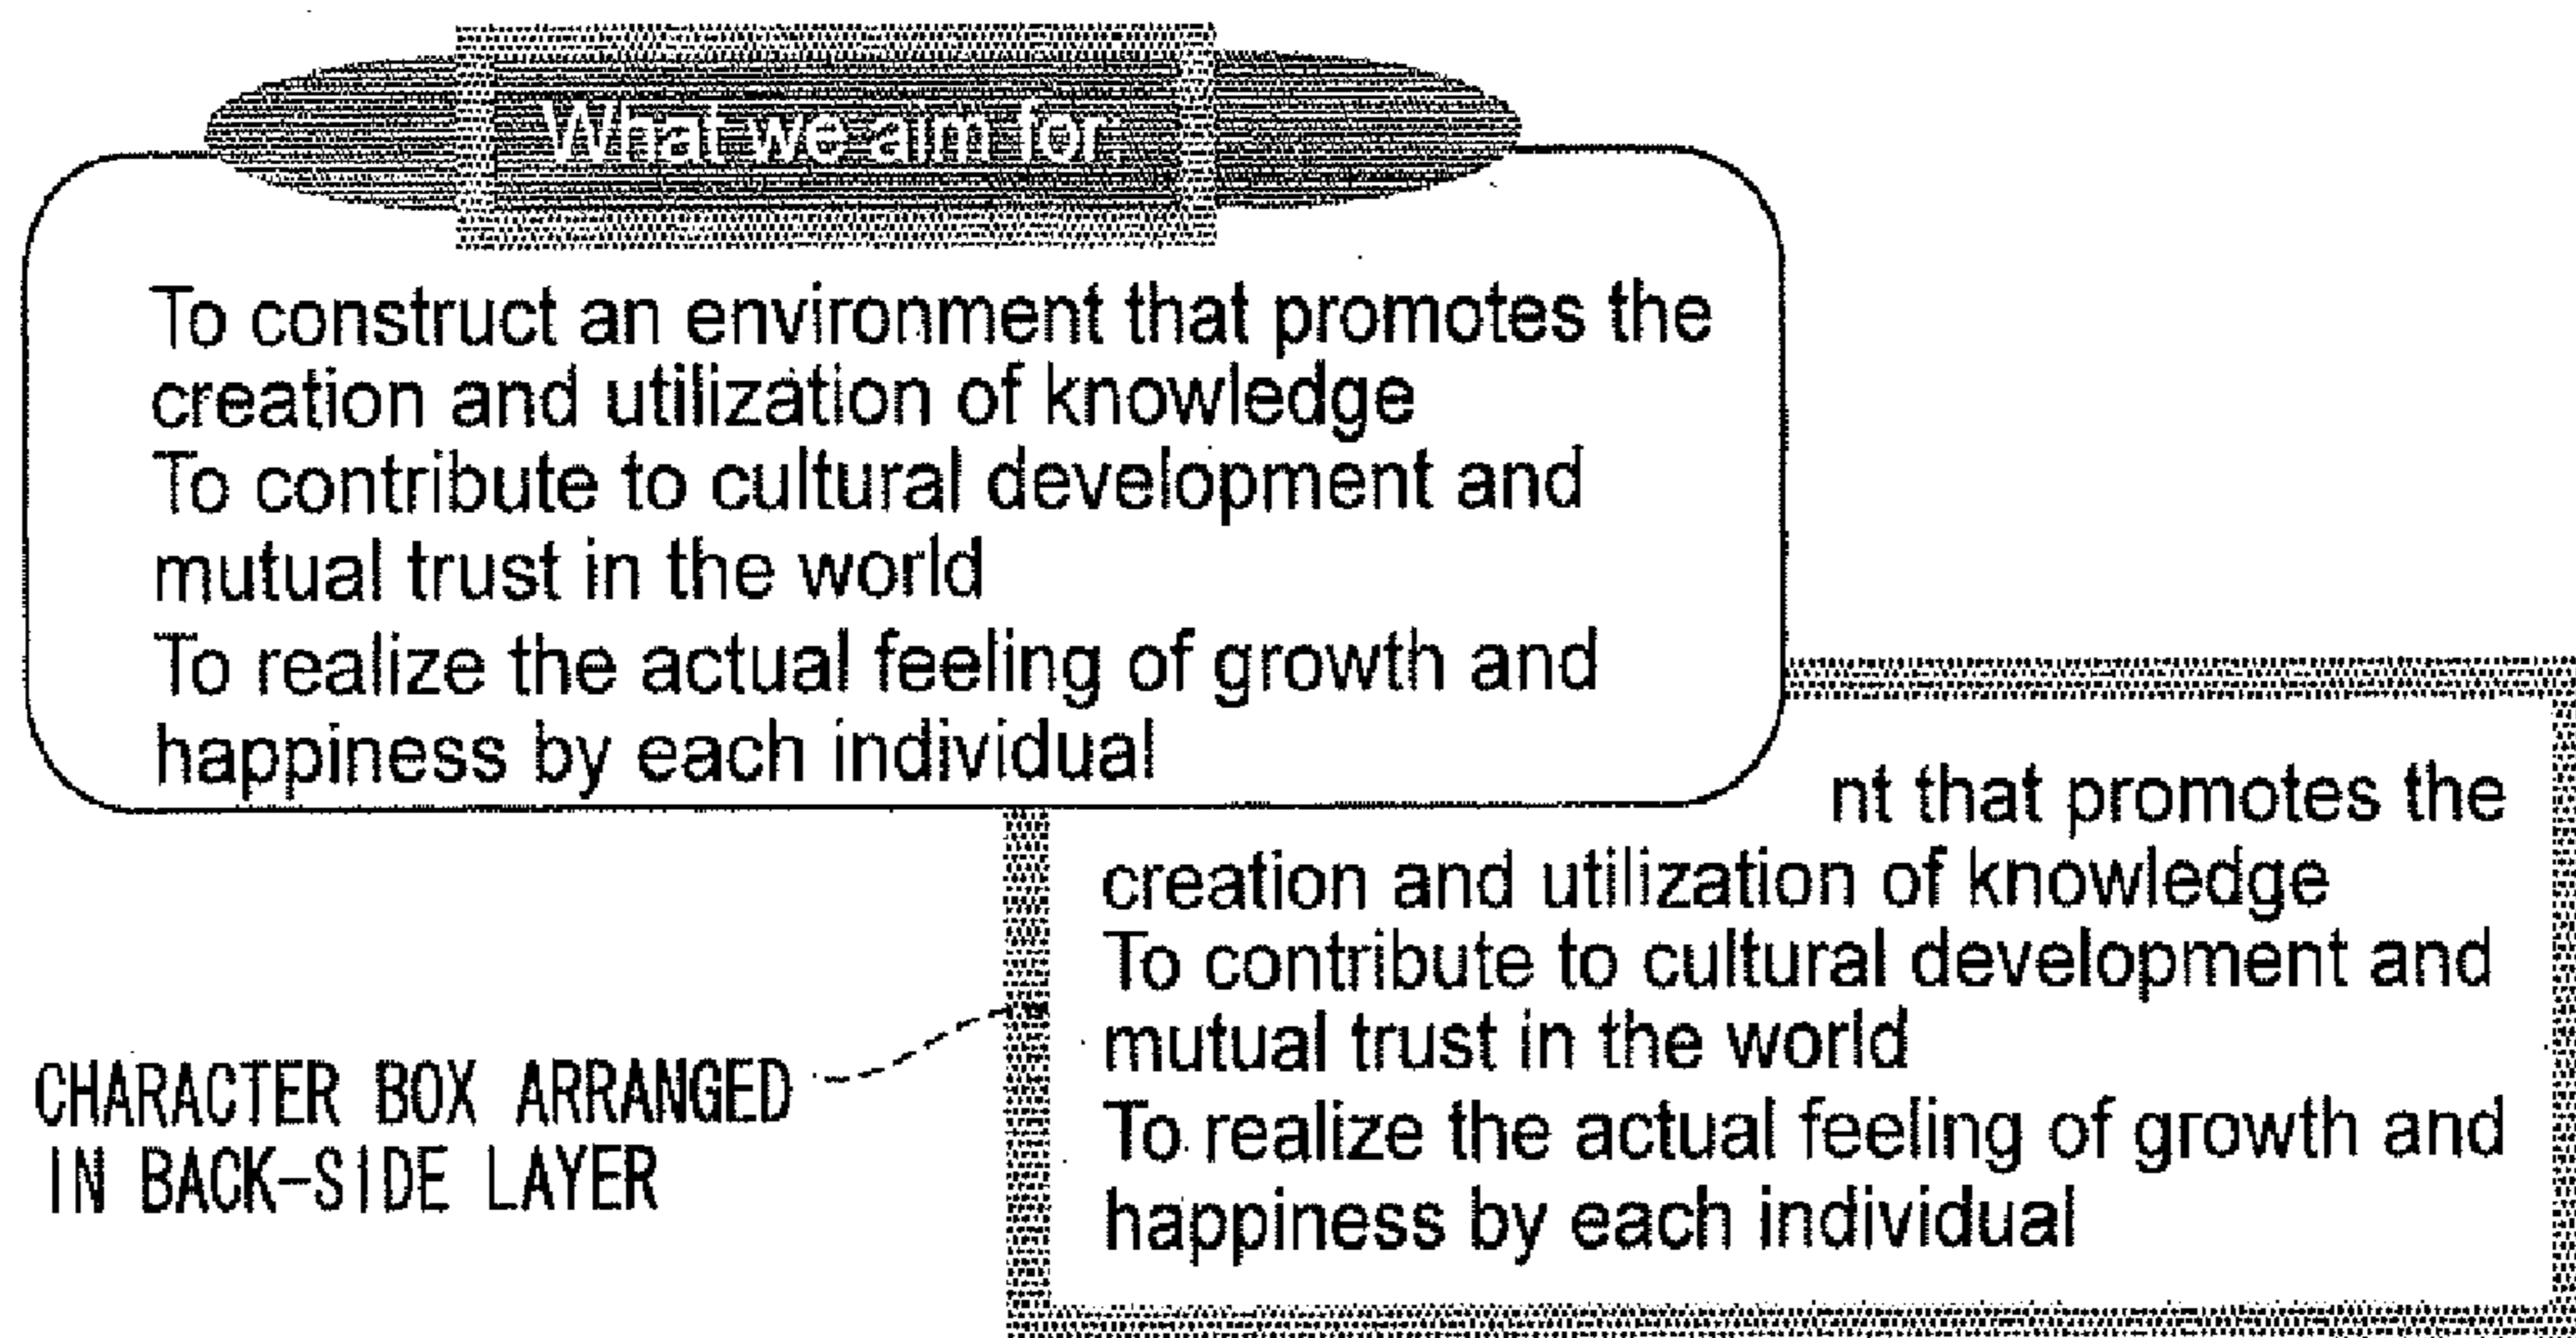 What we aim for.
To construct an environment that promotes the
creation and utilization of knowledge
To contribute to cultural development and
mutual trust in the world
To realize the actual feeling of growth and
happiness by each individual
nt that promotes the
creation and utilization of knowledge
To contribute to cultural development and
mutual trust in the world
To realize the actual feeling of growth and
happiness by each individual
CHARACTER BOX ARRANGED
IN BACK-SIDE LAYER